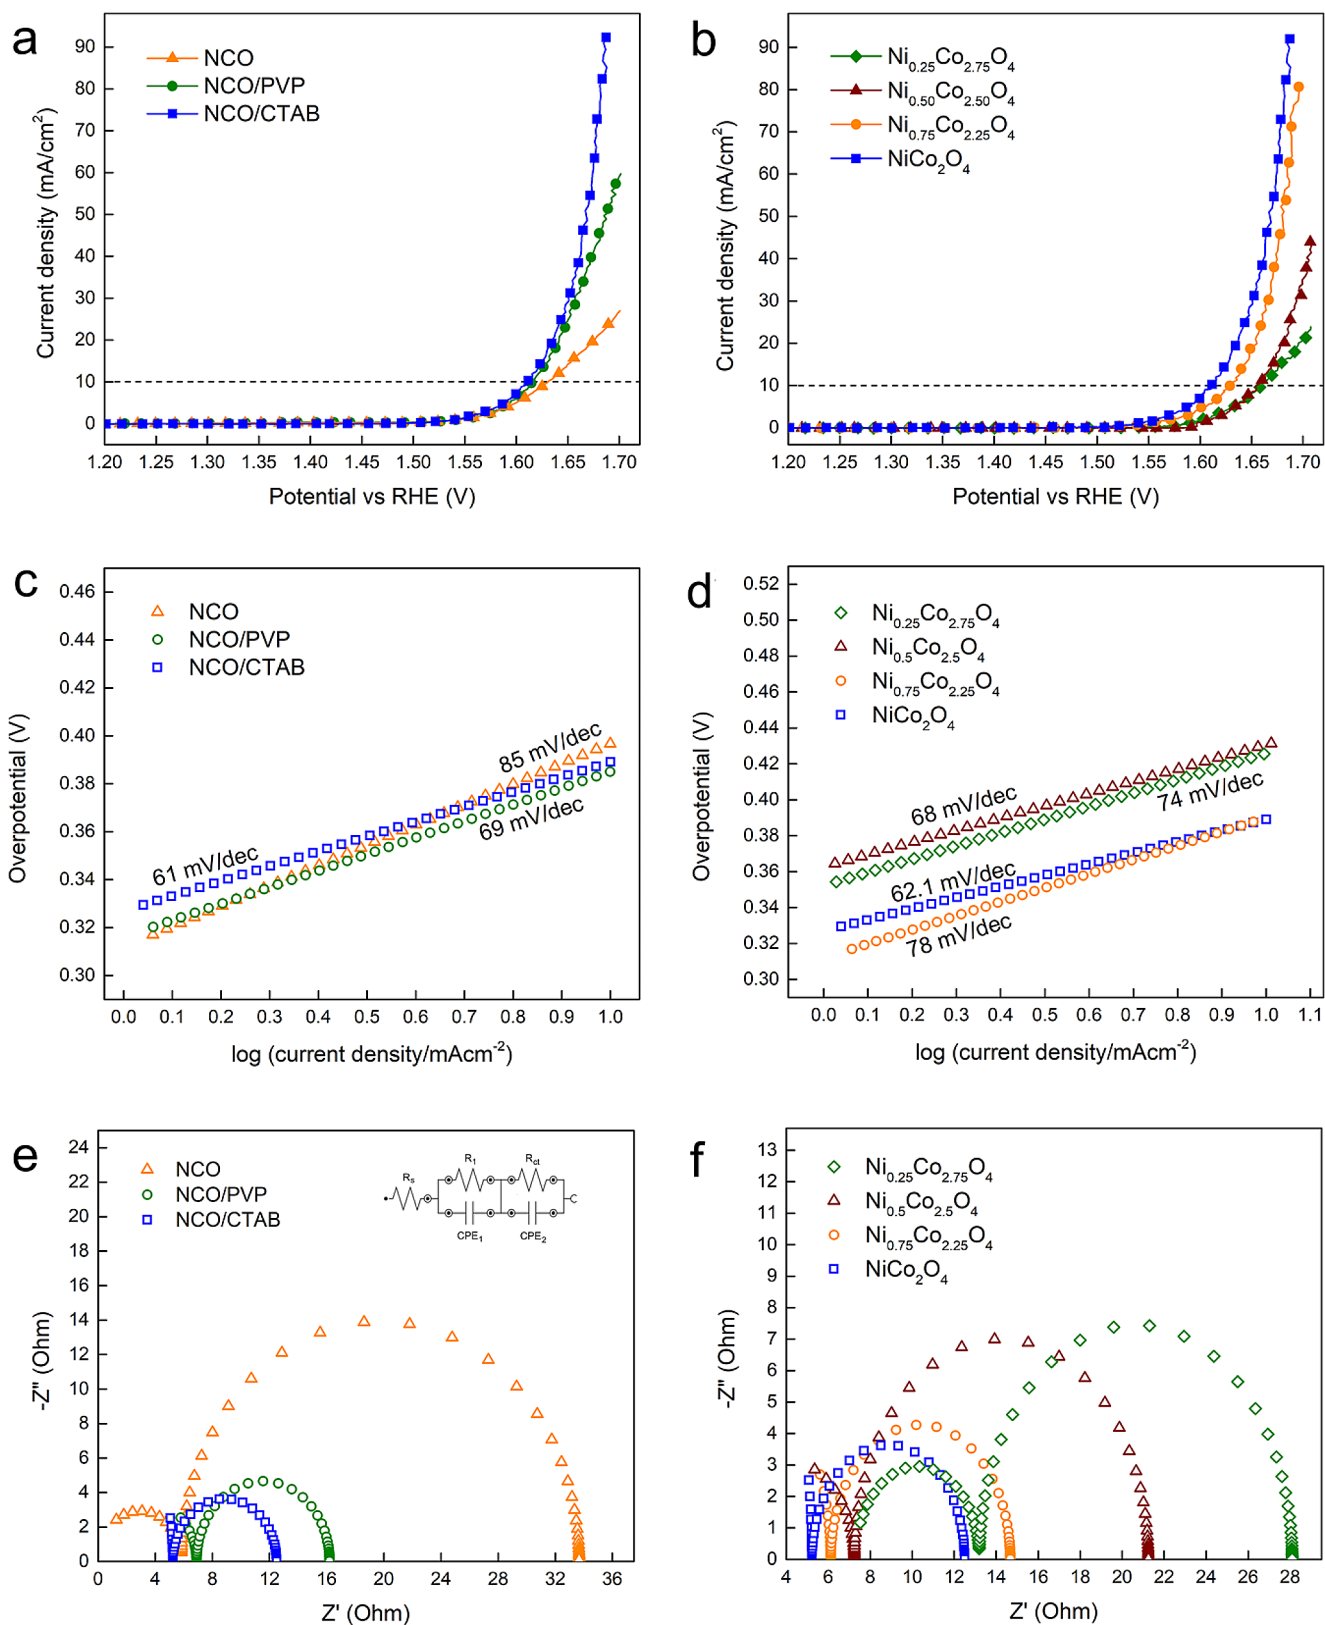 a
NCO
NCO/PVP
NCO/CTAB
90
80
70
60
50
40
30
20
10
0
Current density (mA/cm²)
1.20 1.25 1.30 1.35 1.40 1.45 1.50 1.55 1.60 1.65 1.70
Potential vs RHE (V)
b
Ni₀.₂₅Co₂.₇₅O₄
Ni₀.₅₀Co₂.₅₀O₄
Ni₀.₇₅Co₂.₂₅O₄
NiCo₂O₄
90
80
70
60
50
40
30
20
10
0
Current density (mA/cm²)
1.20 1.25 1.30 1.35 1.40 1.45 1.50 1.55 1.60 1.65 1.70
Potential vs RHE (V)
c
NCO
NCO/PVP
NCO/CTAB
0.46
0.44
0.42
0.40
0.38
0.36
0.34
0.32
0.30
Overpotential (V)
85 mV/dec
69 mV/dec
61 mV/dec
0.0 0.1 0.2 0.3 0.4 0.5 0.6 0.7 0.8 0.9 1.0
log (current density/mAcm⁻²)
d
Ni₀.₂₅Co₂.₇₅O₄
Ni₀.₅Co₂.₅O₄
Ni₀.₇₅Co₂.₂₅O₄
NiCo₂O₄
0.52
0.50
0.48
0.46
0.44
0.42
0.40
0.38
0.36
0.34
0.32
0.30
Overpotential (V)
68 mV/dec
74 mV/dec
62.1 mV/dec
78 mV/dec
0.0 0.1 0.2 0.3 0.4 0.5 0.6 0.7 0.8 0.9 1.0 1.1
log (current density/mAcm⁻²)
e
NCO
NCO/PVP
NCO/CTAB
Rₛ
R₁
R꜀ₜ
CPE₁
CPE₂
24
22
20
18
16
14
12
10
8
6
4
2
0
-Z" (Ohm)
0 4 8 12 16 20 24 28 32 36
Z' (Ohm)
f
Ni₀.₂₅Co₂.₇₅O₄
Ni₀.₅Co₂.₅O₄
Ni₀.₇₅Co₂.₂₅O₄
NiCo₂O₄
13
12
11
10
9
8
7
6
5
4
3
2
1
0
-Z" (Ohm)
4 6 8 10 12 14 16 18 20 22 24 26 28
Z' (Ohm)